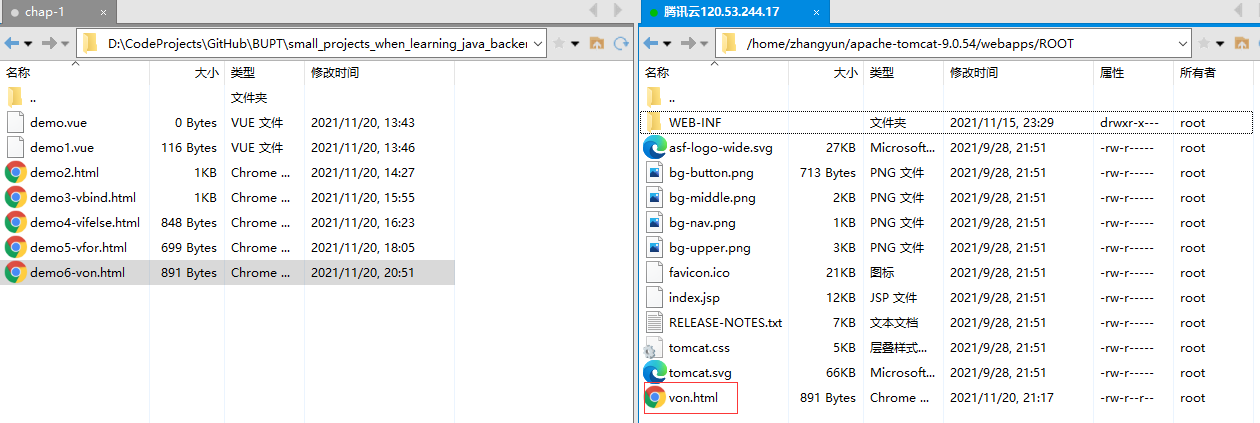 chap-1
D:\CodeProjects\GitHub\BUPT\small_projects_when_learning_java_backer
名称 大小 类型 修改时间
.. 文件夹
demo.vue 0 Bytes VUE 文件 2021/11/20, 13:43
demo1.vue 116 Bytes VUE 文件 2021/11/20, 13:46
demo2.html 1KB Chrome ... 2021/11/20, 14:27
demo3-vbind.html 1KB Chrome ... 2021/11/20, 15:55
demo4-vifelse.html 848 Bytes Chrome ... 2021/11/20, 16:23
demo5-vfor.html 699 Bytes Chrome ... 2021/11/20, 18:05
demo6-von.html 891 Bytes Chrome ... 2021/11/20, 20:51
腾讯云120.53.244.17
/home/zhangyun/apache-tomcat-9.0.54/webapps/ROOT
名称 大小 类型 修改时间 属性 所有者
..
WEB-INF 文件夹 2021/11/15, 23:29 drwxr-x--- root
asf-logo-wide.svg 27KB Microsoft... 2021/9/28, 21:51 -rw-r----- root
bg-button.png 713 Bytes PNG 文件 2021/9/28, 21:51 -rw-r----- root
bg-middle.png 2KB PNG 文件 2021/9/28, 21:51 -rw-r----- root
bg-nav.png 1KB PNG 文件 2021/9/28, 21:51 -rw-r----- root
bg-upper.png 3KB PNG 文件 2021/9/28, 21:51 -rw-r----- root
favicon.ico 21KB 图标 2021/9/28, 21:51 -rw-r----- root
index.jsp 12KB JSP 文件 2021/9/28, 21:51 -rw-r----- root
RELEASE-NOTES.txt 7KB 文本文档 2021/9/28, 21:51 -rw-r----- root
tomcat.css 5KB 层叠样式... 2021/9/28, 21:51 -rw-r----- root
tomcat.svg 66KB Microsoft... 2021/9/28, 21:51 -rw-r----- root
von.html 891 Bytes Chrome ... 2021/11/20, 21:17 -rw-r--r-- root